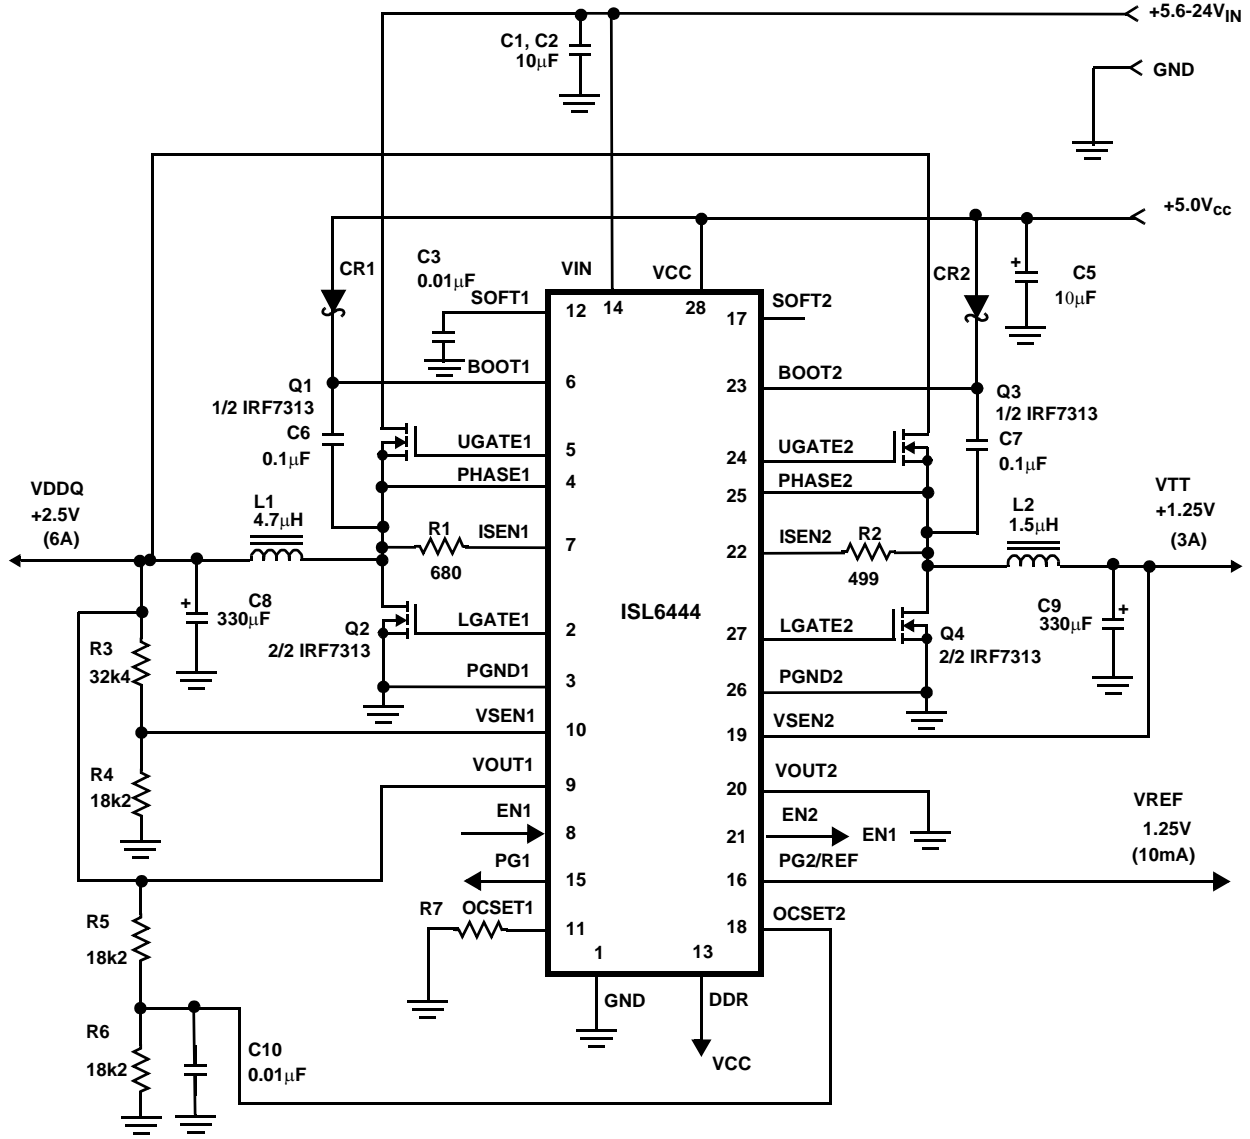 +5.6-24VIN
C1, C2
10µF
GND
+5.0Vcc
CR1
C3
0.01µF
VIN
VCC
CR2
C5
10µF
SOFT1
12
14
28
17
SOFT2
BOOT1
6
23
BOOT2
Q1
1/2 IRF7313
C6
0.1µF
Q3
1/2 IRF7313
C7
0.1µF
UGATE1
5
24
UGATE2
PHASE1
4
25
PHASE2
VDDQ
+2.5V
(6A)
L1
4.7µH
R1
680
ISEN1
7
22
ISEN2
R2
499
L2
1.5µH
VTT
+1.25V
(3A)
ISL6444
C8
330µF
Q2
2/2 IRF7313
LGATE1
2
27
LGATE2
Q4
2/2 IRF7313
C9
330µF
R3
32k4
PGND1
3
26
PGND2
VSEN1
10
19
VSEN2
R4
18k2
VOUT1
9
20
VOUT2
EN1
8
21
EN2
EN1
VREF
1.25V
(10mA)
PG1
15
16
PG2/REF
R7
OCSET1
11
18
OCSET2
R5
18k2
1
13
GND
DDR
VCC
R6
18k2
C10
0.01µF